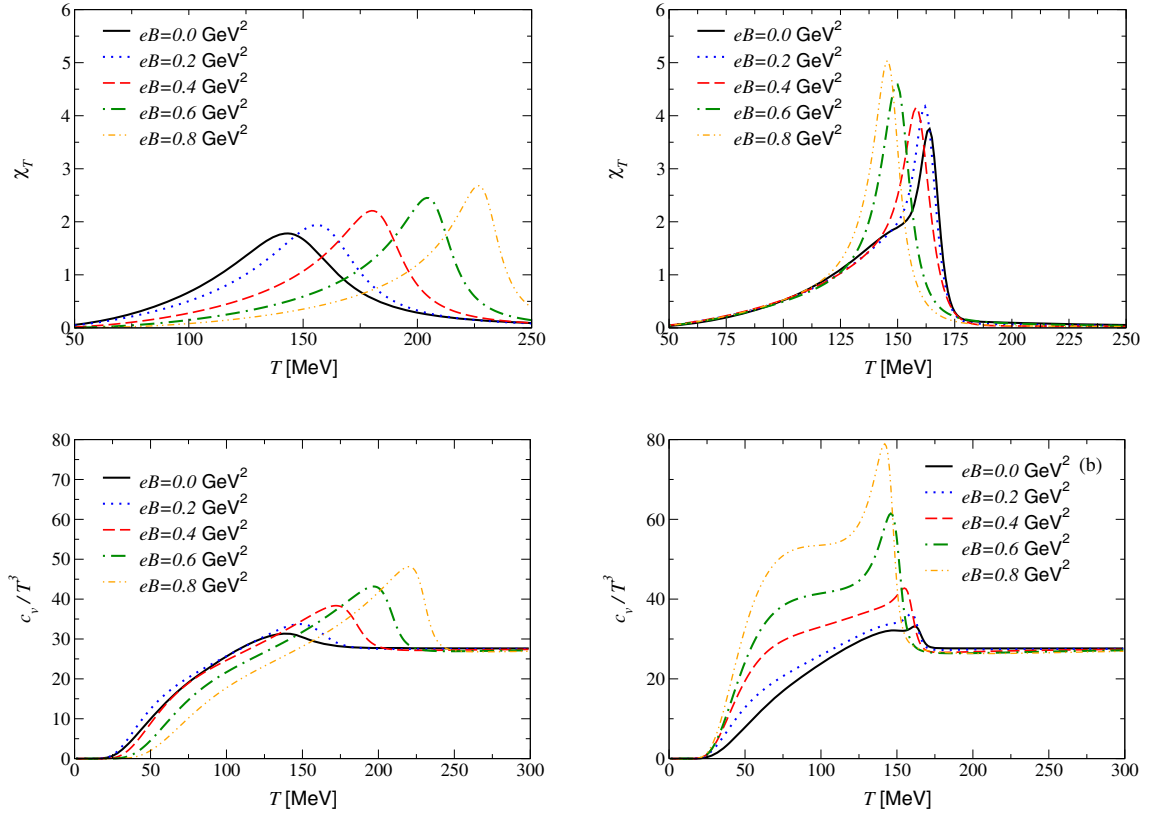 6
5
4
3
2
1
0
χ_T
eB=0.0 GeV²
eB=0.2 GeV²
eB=0.4 GeV²
eB=0.6 GeV²
eB=0.8 GeV²
50 100 150 200 250
T [MeV]
6
5
4
3
2
1
0
χ_T
eB=0.0 GeV²
eB=0.2 GeV²
eB=0.4 GeV²
eB=0.6 GeV²
eB=0.8 GeV²
50 75 100 125 150 175 200 225 250
T [MeV]
80
70
60
50
40
30
20
10
0
c_v/T³
eB=0.0 GeV²
eB=0.2 GeV²
eB=0.4 GeV²
eB=0.6 GeV²
eB=0.8 GeV²
0 50 100 150 200 250 300
T [MeV]
80
60
40
20
0
c_v/T³
eB=0.0 GeV² (b)
eB=0.2 GeV²
eB=0.4 GeV²
eB=0.6 GeV²
eB=0.8 GeV²
0 50 100 150 200 250 300
T [MeV]